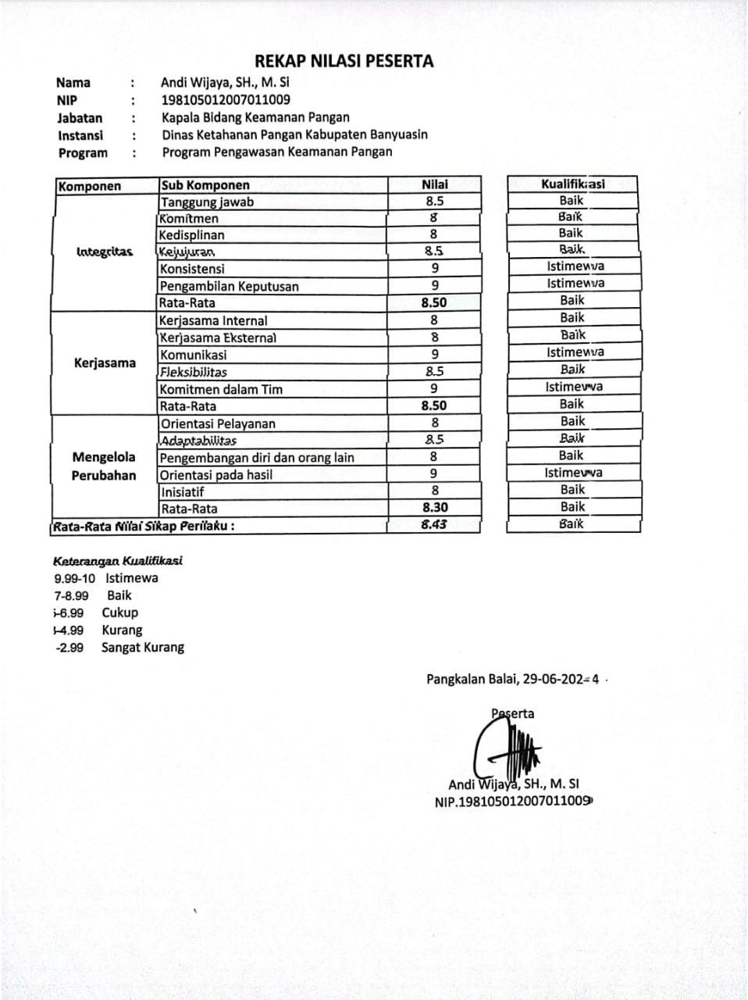 REKAP NILASI PESERTA
Nama : Andi Wijaya, SH., M. Si
NIP : 198105012007011009
Jabatan : Kapala Bidang Keamanan Pangan
Instansi : Dinas Ketahanan Pangan Kabupaten Banyuasin
Program : Program Pengawasan Keamanan Pangan
Komponen Sub Komponen Nilai Kualifikasi
Tanggung jawab 8.5 Baik
Komitmen 8 Baik
Kedisplinan 8 Baik
Integritas Kejujuran 8.5 Baik
Konsistensi 9 Istimewa
Pengambilan Keputusan 9 Istimewa
Rata-Rata 8.50 Baik
Kerjasama Internal 8 Baik
Kerjasama Eksternal 8 Baik
Kerjasama Komunikasi 9 Istimewa
Fleksibilitas 8.5 Baik
Komitmen dalam Tim 9 Istimewa
Rata-Rata 8.50 Baik
Orientasi Pelayanan 8 Baik
Adaptabilitas 8.5 Baik
Mengelola Pengembangan diri dan orang lain 8 Baik
Perubahan Orientasi pada hasil 9 Istimewa
Inisiatif 8 Baik
Rata-Rata 8.30 Baik
Rata-Rata Nilai Sikap Perilaku : 8.43 Baik
Keterangan Kualifikasi
9.99-10 Istimewa
7-8.99 Baik
-6.99 Cukup
-4.99 Kurang
-2.99 Sangat Kurang
Pangkalan Balai, 29-06-2024
Peserta
Andi Wijaya, SH., M. SI
NIP.198105012007011009